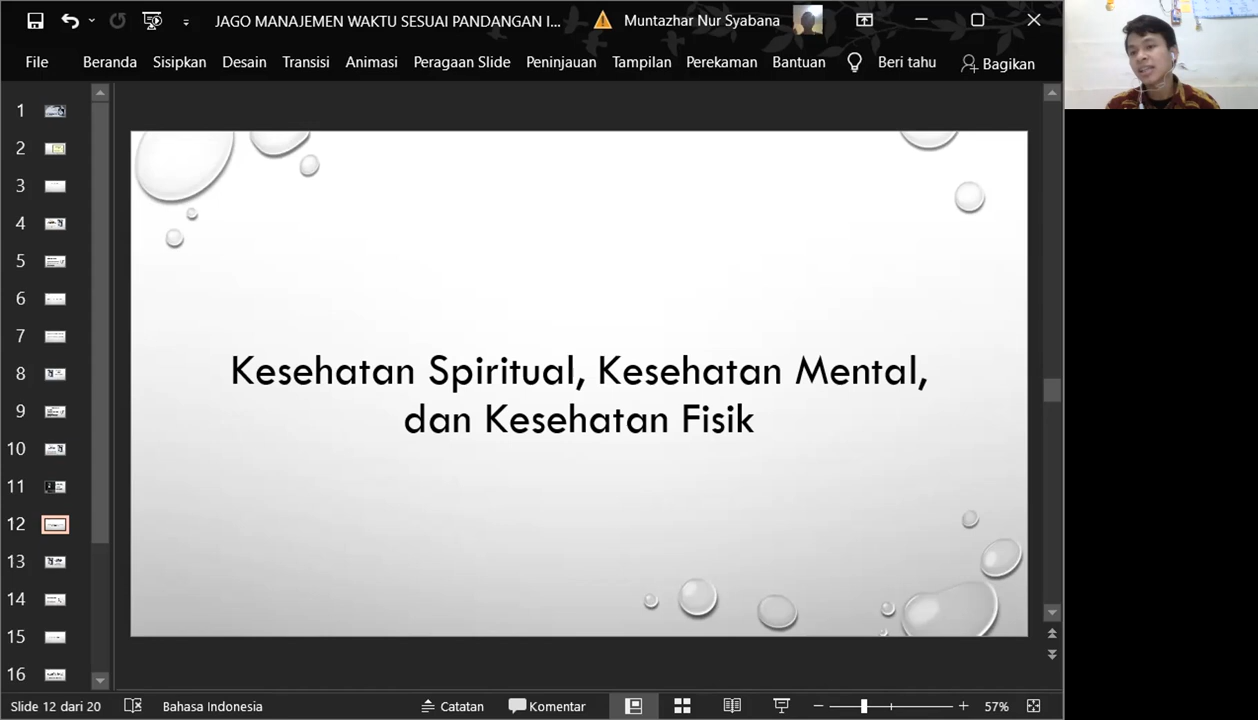 JAGO MANAJEMEN WAKTU SESUAI PANDANGAN I...
Muntazhar Nur Syabana
File
Beranda
Sisipkan
Desain
Transisi
Animasi
Peragaan Slide
Peninjauan
Tampilan
Perekaman
Bantuan
Beri tahu
Bagikan
1
2
3
4
5
6
7
8
9
10
11
12
13
14
15
16
Kesehatan Spiritual, Kesehatan Mental,
dan Kesehatan Fisik
Slide 12 dari 20
Bahasa Indonesia
Catatan
Komentar
57%